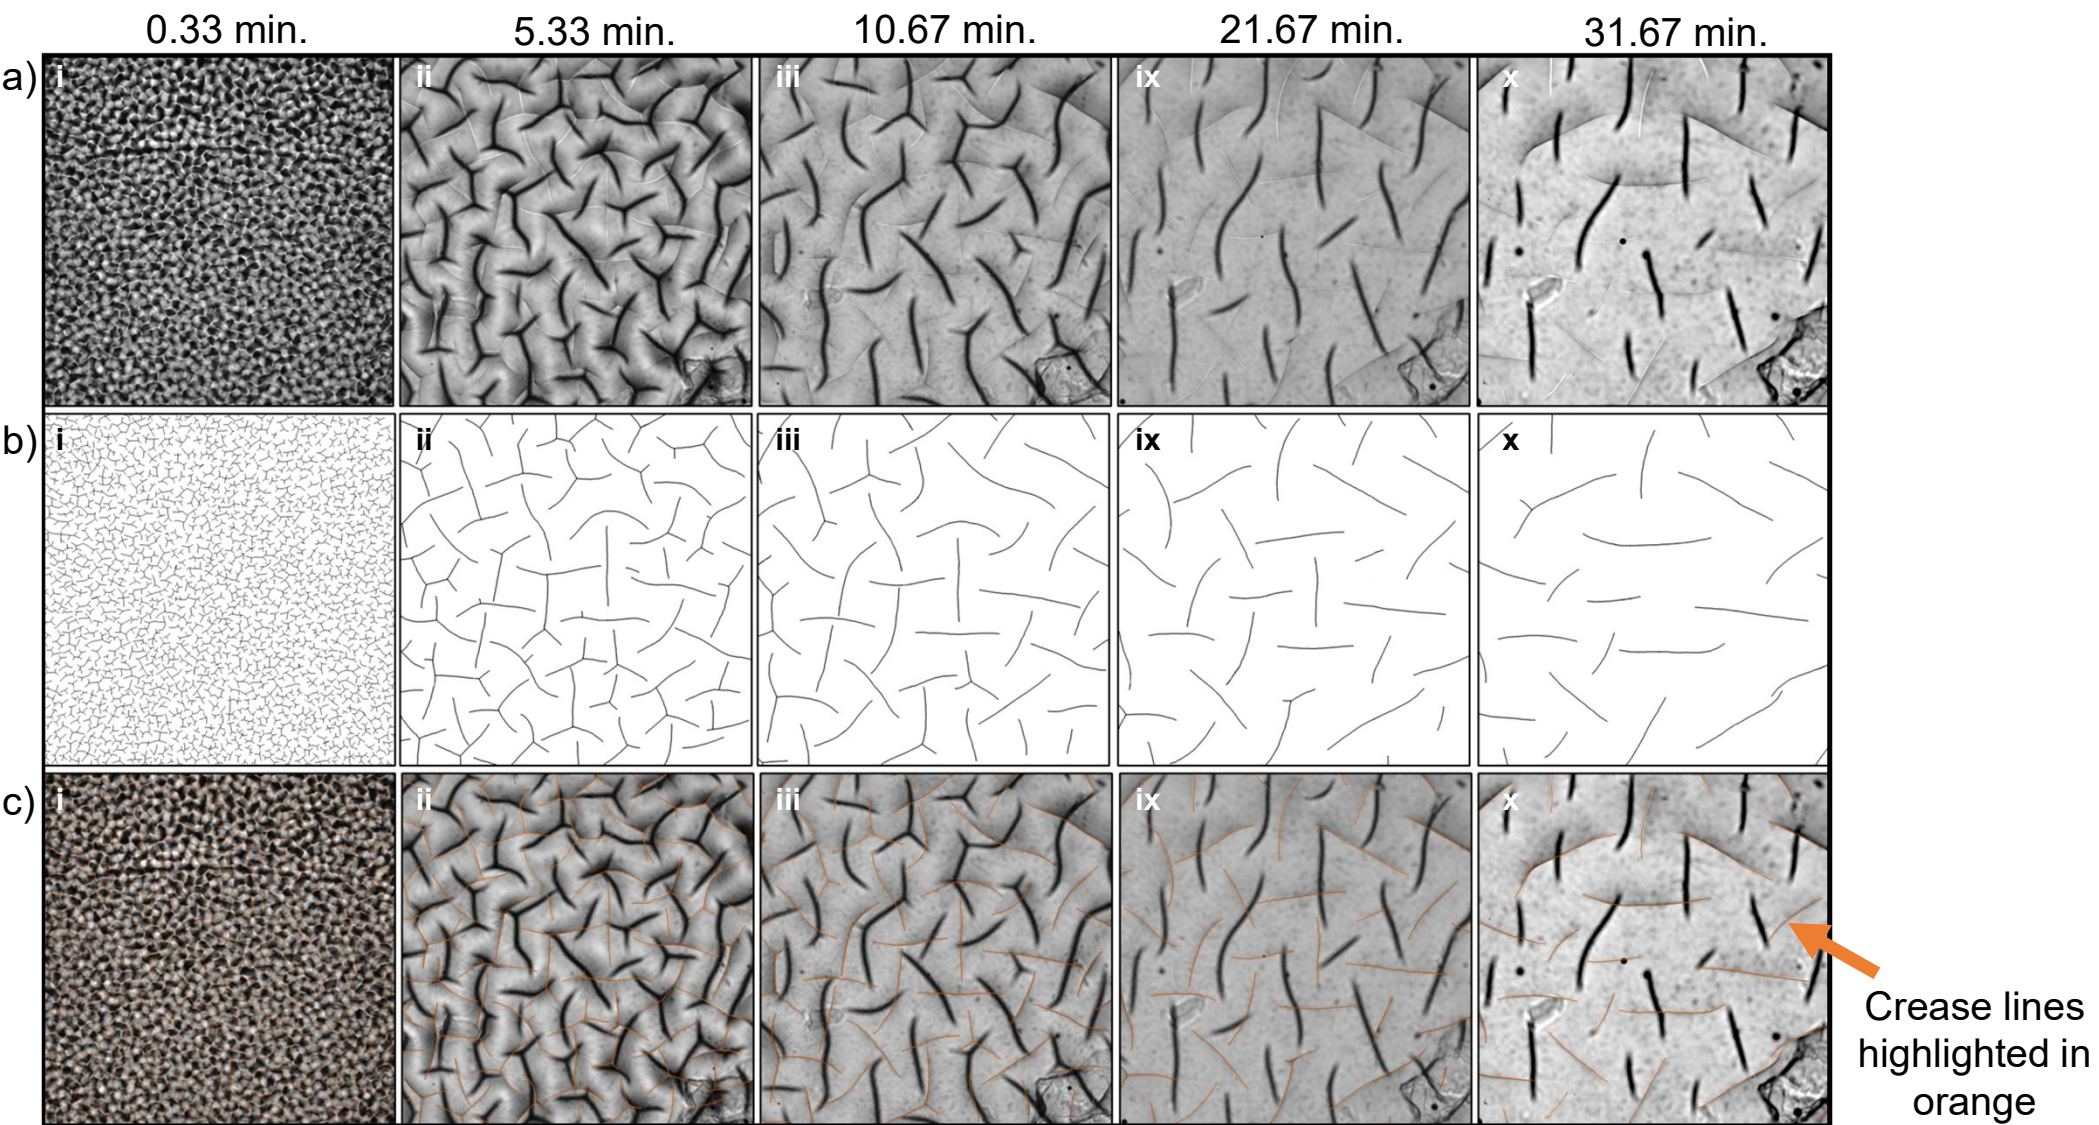 0.33 min. 5.33 min. 10.67 min. 21.67 min. 31.67 min.
a) i ii iii ix x
b) i ii iii ix x
c) i ii iii ix x
Crease lines
highlighted in
orange